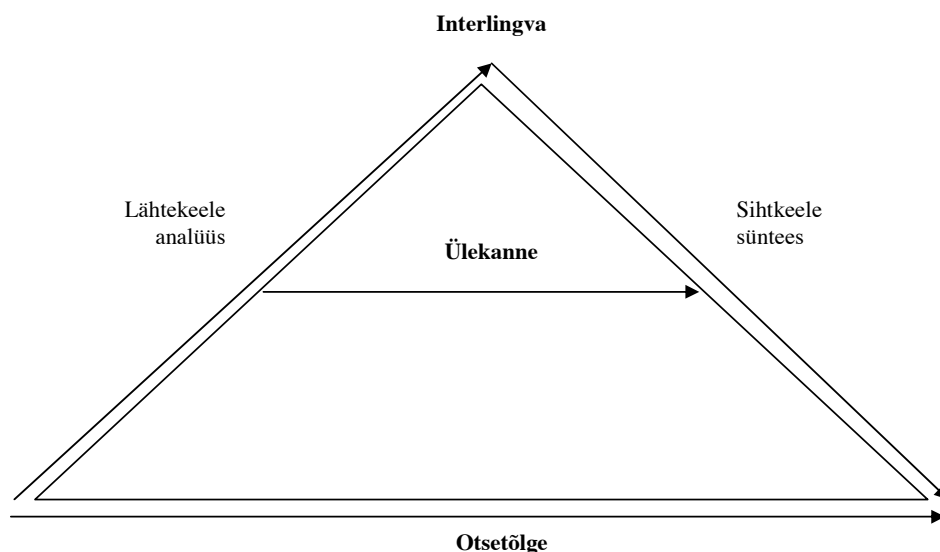 Interlingva
Lähtekeele
analüüs
Sihtkeele
süntees
Ülekanne
Otsetõlge